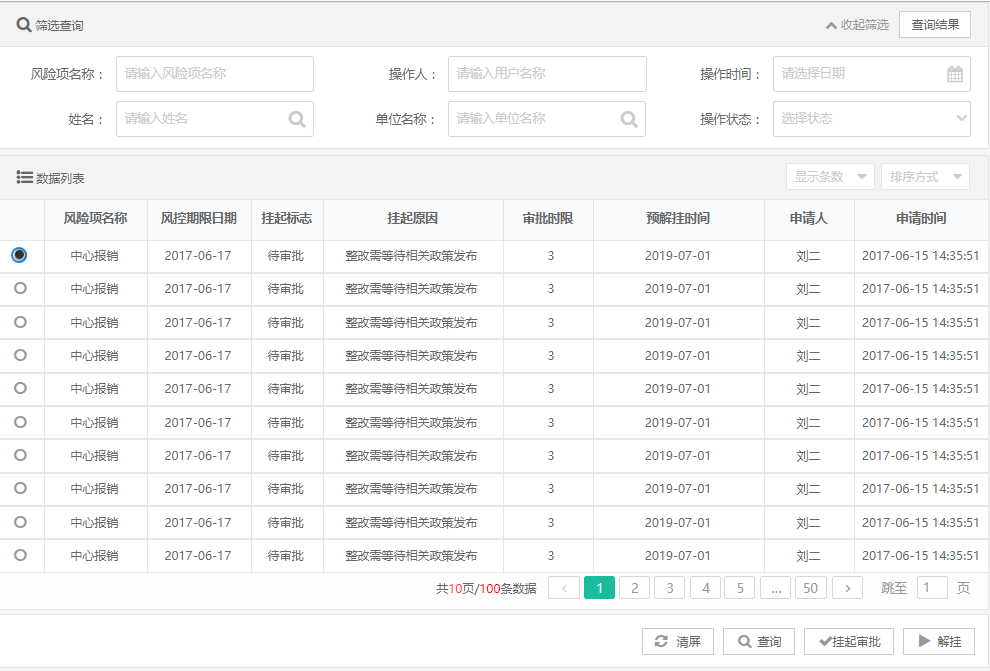 筛选查询 收起筛选 查询结果
风险项名称： 请输入风险项名称 操作人： 请输入用户名称 操作时间： 请选择日期
姓名： 请输入姓名 单位名称： 请输入单位名称 操作状态： 选择状态
数据列表 显示条数 排序方式
风险项名称 风控期限日期 挂起标志 挂起原因 审批时限 预解挂时间 申请人 申请时间
中心报销 2017-06-17 待审批 整改需等待相关政策发布 3 2019-07-01 刘二 2017-06-15 14:35:51
中心报销 2017-06-17 待审批 整改需等待相关政策发布 3 2019-07-01 刘二 2017-06-15 14:35:51
中心报销 2017-06-17 待审批 整改需等待相关政策发布 3 2019-07-01 刘二 2017-06-15 14:35:51
中心报销 2017-06-17 待审批 整改需等待相关政策发布 3 2019-07-01 刘二 2017-06-15 14:35:51
中心报销 2017-06-17 待审批 整改需等待相关政策发布 3 2019-07-01 刘二 2017-06-15 14:35:51
中心报销 2017-06-17 待审批 整改需等待相关政策发布 3 2019-07-01 刘二 2017-06-15 14:35:51
中心报销 2017-06-17 待审批 整改需等待相关政策发布 3 2019-07-01 刘二 2017-06-15 14:35:51
中心报销 2017-06-17 待审批 整改需等待相关政策发布 3 2019-07-01 刘二 2017-06-15 14:35:51
中心报销 2017-06-17 待审批 整改需等待相关政策发布 3 2019-07-01 刘二 2017-06-15 14:35:51
中心报销 2017-06-17 待审批 整改需等待相关政策发布 3 2019-07-01 刘二 2017-06-15 14:35:51
共10页/100条数据 < 1 2 3 4 5 ... 50 > 跳至 1 页
清屏 查询 挂起审批 解挂